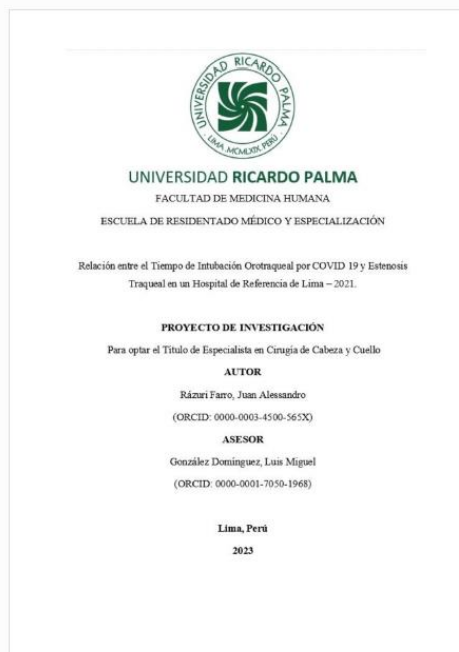 UNIVERSIDAD RICARDO PALMA
LIMA, MCMLXIX, PERÚ
UNIVERSIDAD RICARDO PALMA
FACULTAD DE MEDICINA HUMANA
ESCUELA DE RESIDENTADO MÉDICO Y ESPECIALIZACIÓN
Relación entre el Tiempo de Intubación Orotraqueal por COVID 19 y Estenosis
Traqueal en un Hospital de Referencia de Lima – 2021.
PROYECTO DE INVESTIGACIÓN
Para optar el Título de Especialista en Cirugía de Cabeza y Cuello
AUTOR
Rázuri Farro, Juan Alessandro
(ORCID: 0000-0003-4500-565X)
ASESOR
González Domínguez, Luis Miguel
(ORCID: 0000-0001-7050-1968)
Lima, Perú
2023